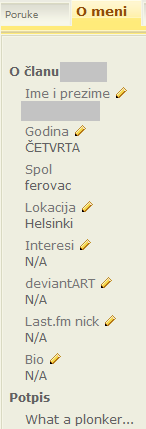 Poruke O meni
O članu
Ime i prezime
Godina
ČETVRTA
Spol
ferovac
Lokacija
Helsinki
Interesi
N/A
deviantART
N/A
Last.fm nick
N/A
Bio
N/A
Potpis
What a plonker...